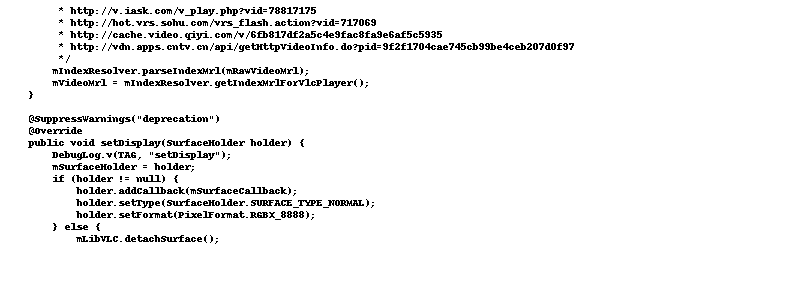 * http://v.iask.com/v_play.php?vid=78817175
* http://hot.vrs.sohu.com/vrs_flash.action?vid=717069
* http://cache.video.qiyi.com/v/6fb817df2a5c4e9fac8fa9e6af5c5935
* http://vdn.apps.cntv.cn/api/getHttpVideoInfo.do?pid=9f2f1704cae745cb99be4ceb207d0f97
*/
mIndexResolver.parseIndexMrl(mRawVideoMrl);
mVideoMrl = mIndexResolver.getIndexMrlForVlcPlayer();
}
@SuppressWarnings("deprecation")
@Override
public void setDisplay(SurfaceHolder holder) {
DebugLog.v(TAG, "setDisplay");
mSurfaceHolder = holder;
if (holder != null) {
holder.addCallback(mSurfaceCallback);
holder.setType(SurfaceHolder.SURFACE_TYPE_NORMAL);
holder.setFormat(PixelFormat.RGBX_8888);
} else {
mLibVLC.detachSurface();